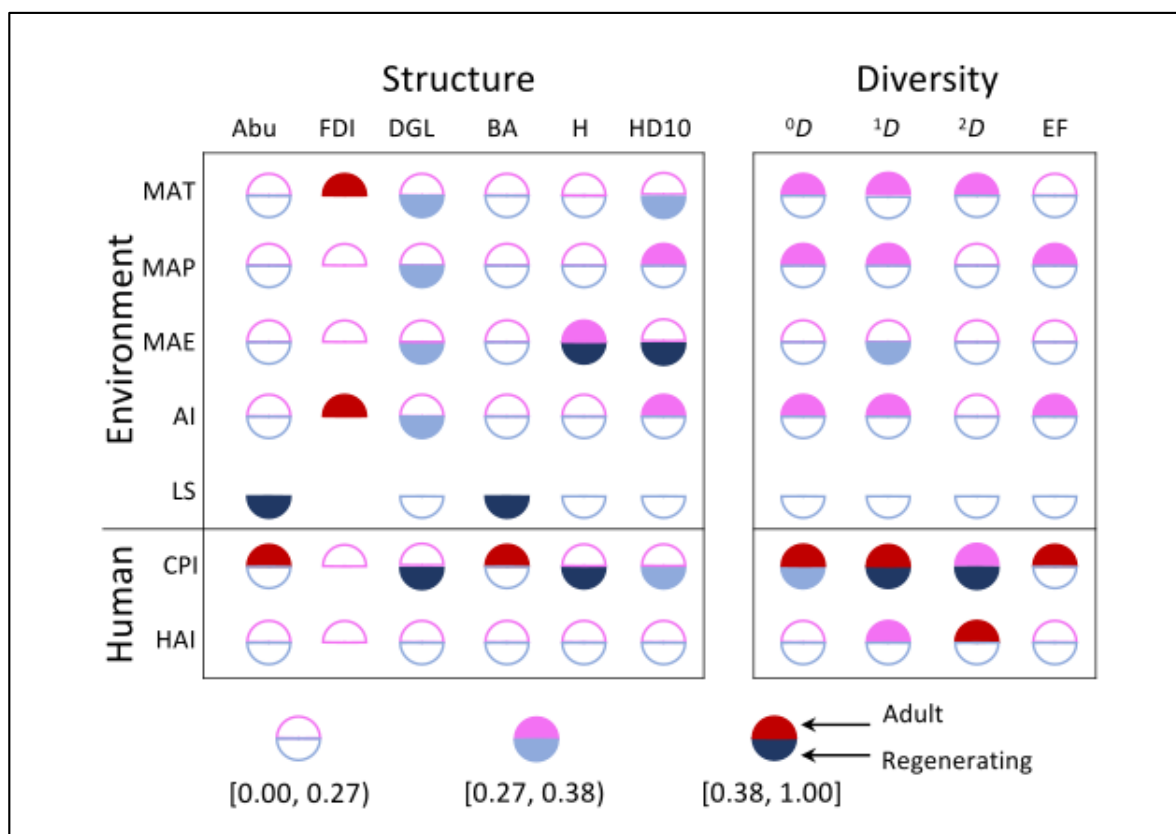 Structure Diversity
Abu FDI DGL BA H HD10 ⁰D ¹D ²D EF
Environment
MAT
MAP
MAE
AI
LS
Human
CPI
HAI
Adult
Regenerating
[0.00, 0.27) [0.27, 0.38) [0.38, 1.00]